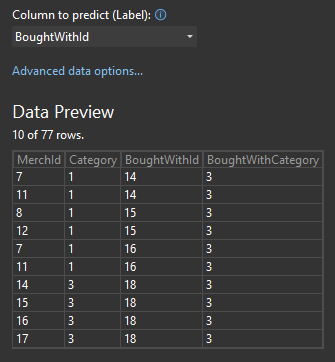 Column to predict (Label):
BoughtWithId
Advanced data options...
Data Preview
10 of 77 rows.
MerchId Category BoughtWithId BoughtWithCategory
7 1 14 3
11 1 14 3
8 1 15 3
12 1 15 3
7 1 16 3
11 1 16 3
14 3 18 3
15 3 18 3
16 3 18 3
17 3 18 3